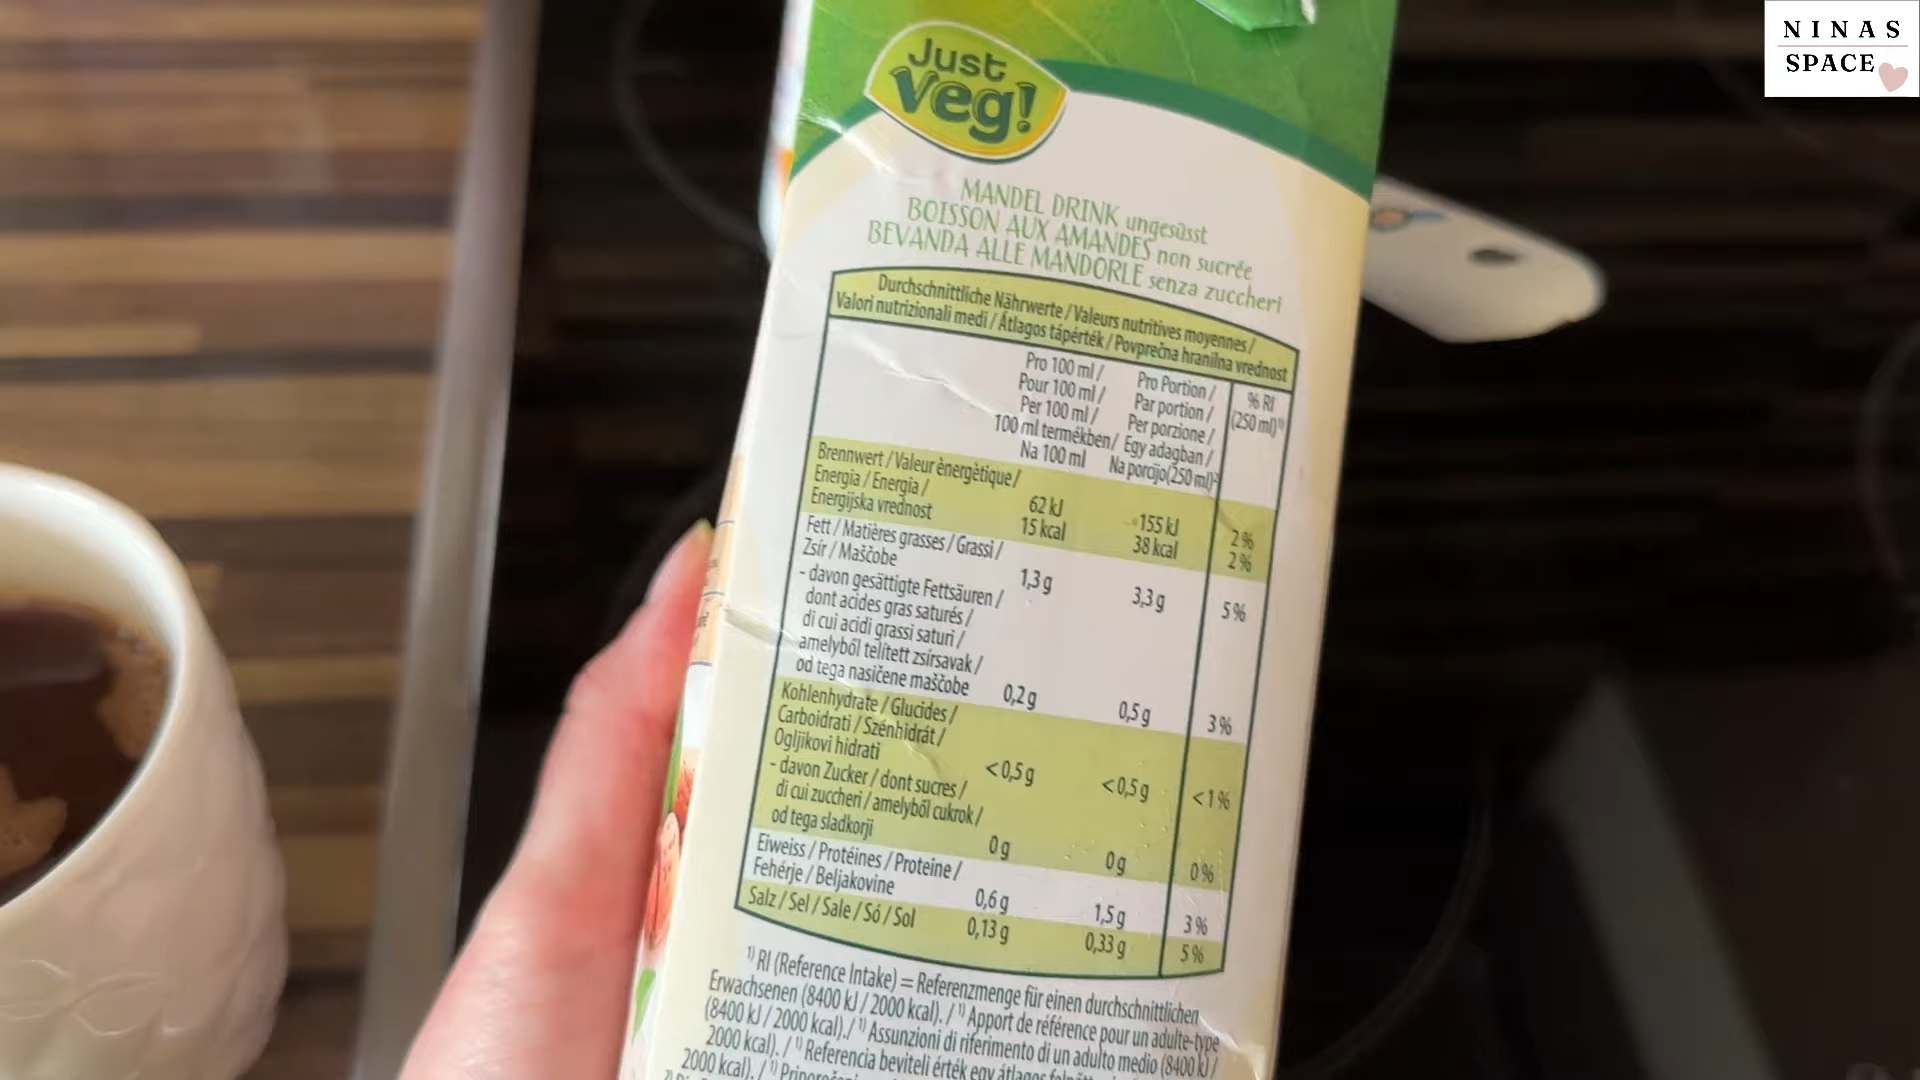 NINAS
SPACE
Just
Veg!
MANDEL DRINK ungesüsst
BOISSON AUX AMANDES non sucrée
BEVANDA ALLE MANDORLE senza zuccheri
Durchschnittliche Nährwerte / Valeurs nutritives moyennes /
Valori nutrizionali medi / Átlagos tápérték / Povprečna hranilna vrednost
Pro 100 ml / Pro Portion / % RI
Pour 100 ml / Par portion / (250 ml)¹⁾
Per 100 ml / Per porzione /
100 ml termékben / Egy adagban /
Na 100 ml Na porcijo (250 ml)²⁾
Brennwert / Valeur ènergètique /
Energia / Energia / 62 kJ 155 kJ 2 %
Energijska vrednost 15 kcal 38 kcal 2 %
Fett / Matières grasses / Grassi /
Zsír / Maščobe 1,3 g 3,3 g 5 %
- davon gesättigte Fettsäuren /
dont acides gras saturés /
di cui acidi grassi saturi /
amelyből telített zsírsavak /
od tega nasičene maščobe 0,2 g 0,5 g 3 %
Kohlenhydrate / Glucides /
Carboidrati / Szénhidrát /
Ogljikovi hidrati <0,5 g <0,5 g <1 %
- davon Zucker / dont sucres /
di cui zuccheri / amelyből cukrok /
od tega sladkorji 0 g 0 g 0 %
Eiweiss / Protéines / Proteine /
Fehérje / Beljakovine 0,6 g 1,5 g 3 %
Salz / Sel / Sale / Só / Sol 0,13 g 0,33 g 5 %
¹⁾ RI (Reference Intake) = Referenzmenge für einen durchschnittlichen
Erwachsenen (8400 kJ / 2000 kcal). / ¹⁾ Apport de référence pour un adulte-type
(8400 kJ / 2000 kcal). / ¹⁾ Assunzioni di riferimento di un adulto medio (8400 kJ /
2000 kcal). / ¹⁾ Referencia beviteli érték egy átlagos
2000 kcal). / ¹⁾